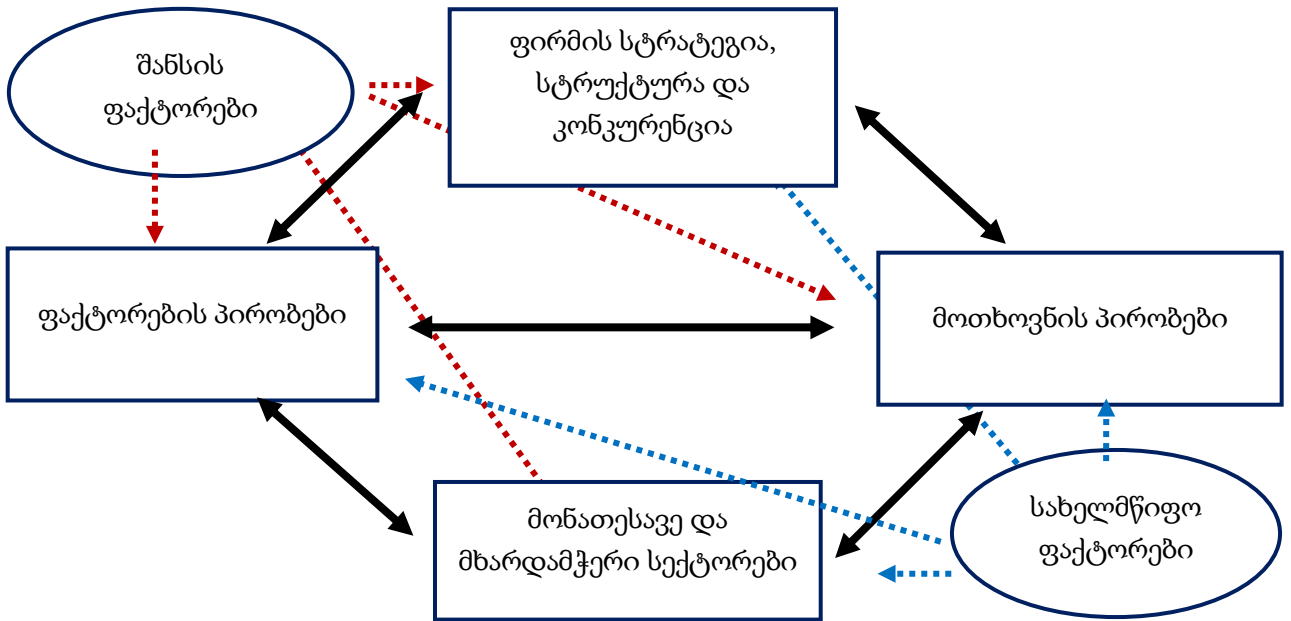 შანსის
ფაქტორები
ფირმის სტრატეგია,
სტრუქტურა და
კონკურენცია
ფაქტორების პირობები
მოთხოვნის პირობები
მონათესავე და
მხარდამჭერი სექტორები
სახელმწიფო
ფაქტორები